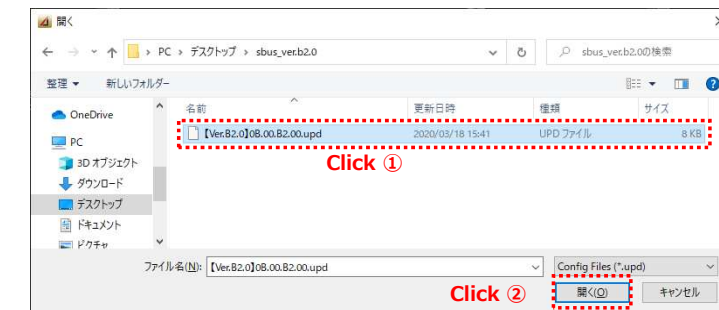 開く
PC › デスクトップ › sbus_ver.b2.0
sbus_ver.b2.0の検索
整理 新しいフォルダー
名前 更新日時 種類 サイズ
OneDrive
【Ver.B2.0】0B.00.B2.00.upd 2020/03/18 15:41 UPD ファイル 8 KB
PC
Click ①
3D オブジェクト
ダウンロード
デスクトップ
ドキュメント
ピクチャ
ファイル名(N): 【Ver.B2.0】0B.00.B2.00.upd Config Files (*.upd)
Click ② 開く(O) キャンセル